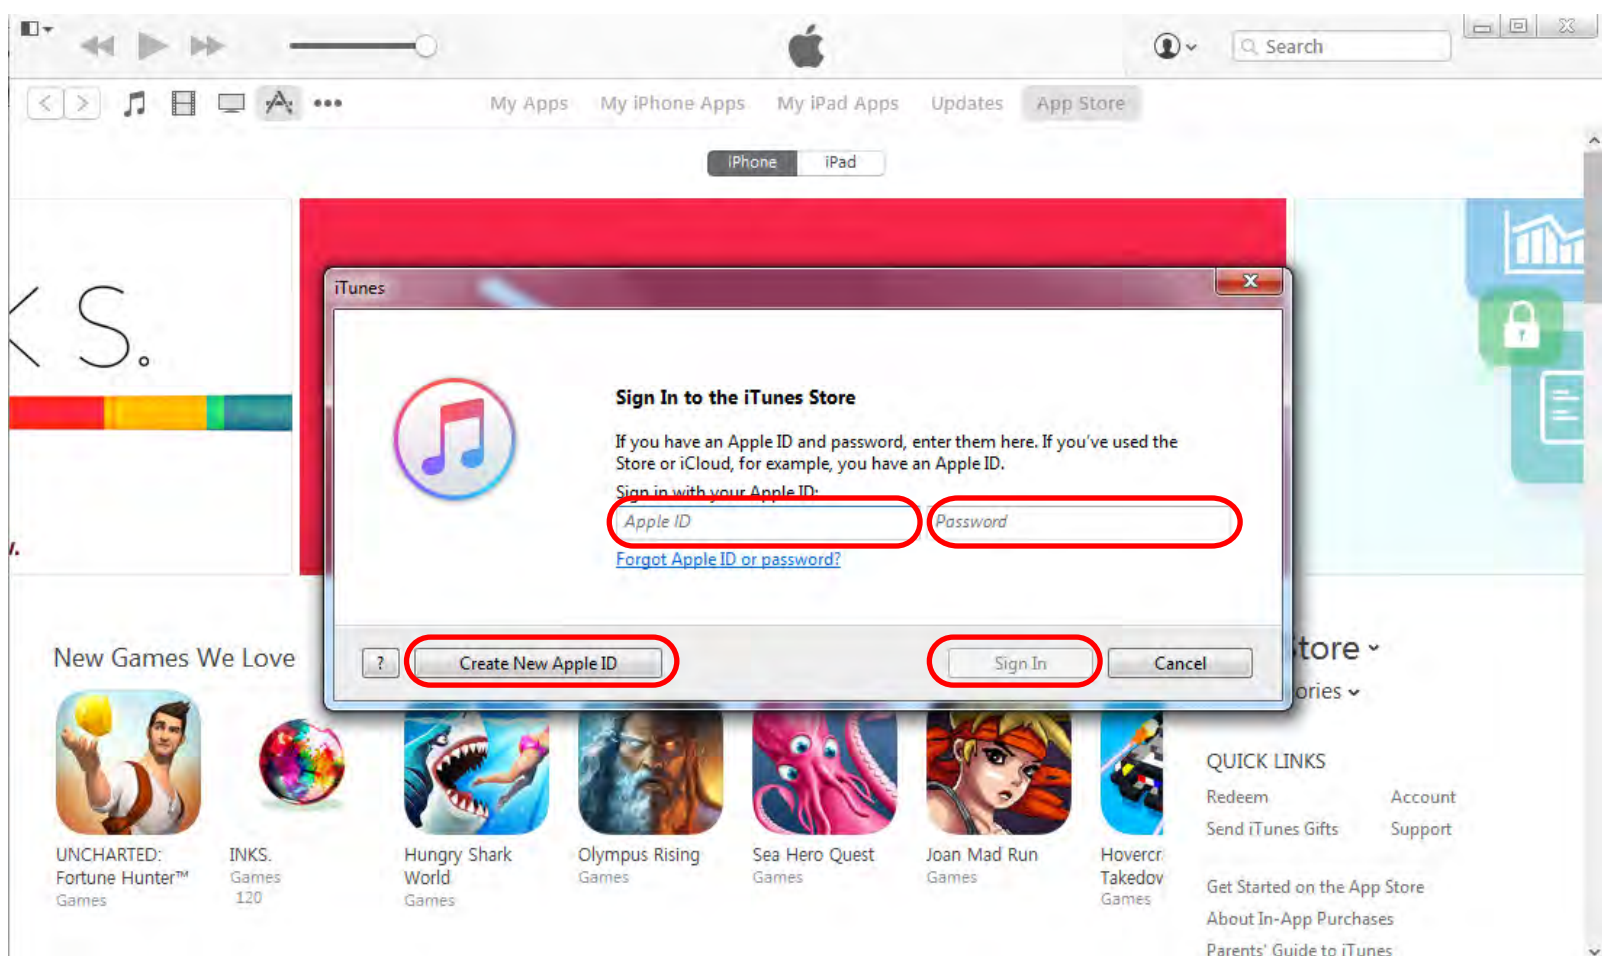 Search
My Apps My iPhone Apps My iPad Apps Updates App Store
iPhone iPad
KS.
iTunes
Sign In to the iTunes Store
If you have an Apple ID and password, enter them here. If you've used the
Store or iCloud, for example, you have an Apple ID.
Sign in with your Apple ID:
Apple ID Password
Forgot Apple ID or password?
? Create New Apple ID Sign In Cancel
New Games We Love
UNCHARTED:
Fortune Hunter™
Games
INKS.
Games
120
Hungry Shark
World
Games
Olympus Rising
Games
Sea Hero Quest
Games
Joan Mad Run
Games
Hovercr
Takedov
Games
tore
ories
QUICK LINKS
Redeem Account
Send iTunes Gifts Support
Get Started on the App Store
About In-App Purchases
Parents' Guide to iTunes